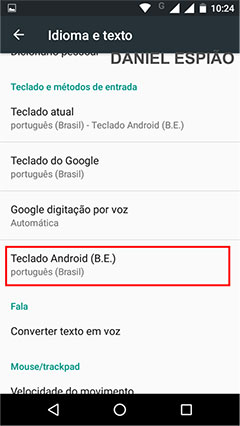 G 10:24
Idioma e texto
Dicionário pessoal
DANIEL ESPIÃO
Teclado e métodos de entrada
Teclado atual
português (Brasil) - Teclado Android (B.E.)
Teclado do Google
português (Brasil)
Google digitação por voz
Automática
Teclado Android (B.E.)
português (Brasil)
Fala
Converter texto em voz
Mouse/trackpad
Velocidade do movimento